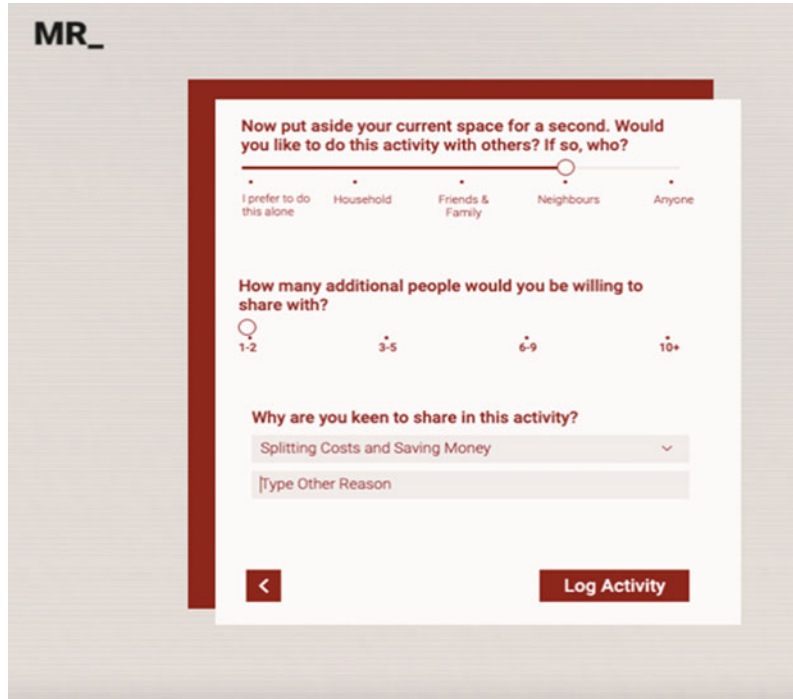 MR_
Now put aside your current space for a second. Would
you like to do this activity with others? If so, who?
I prefer to do
this alone
Household
Friends &
Family
Neighbours
Anyone
How many additional people would you be willing to
share with?
1-2
3-5
6-9
10+
Why are you keen to share in this activity?
Splitting Costs and Saving Money
Type Other Reason
Log Activity